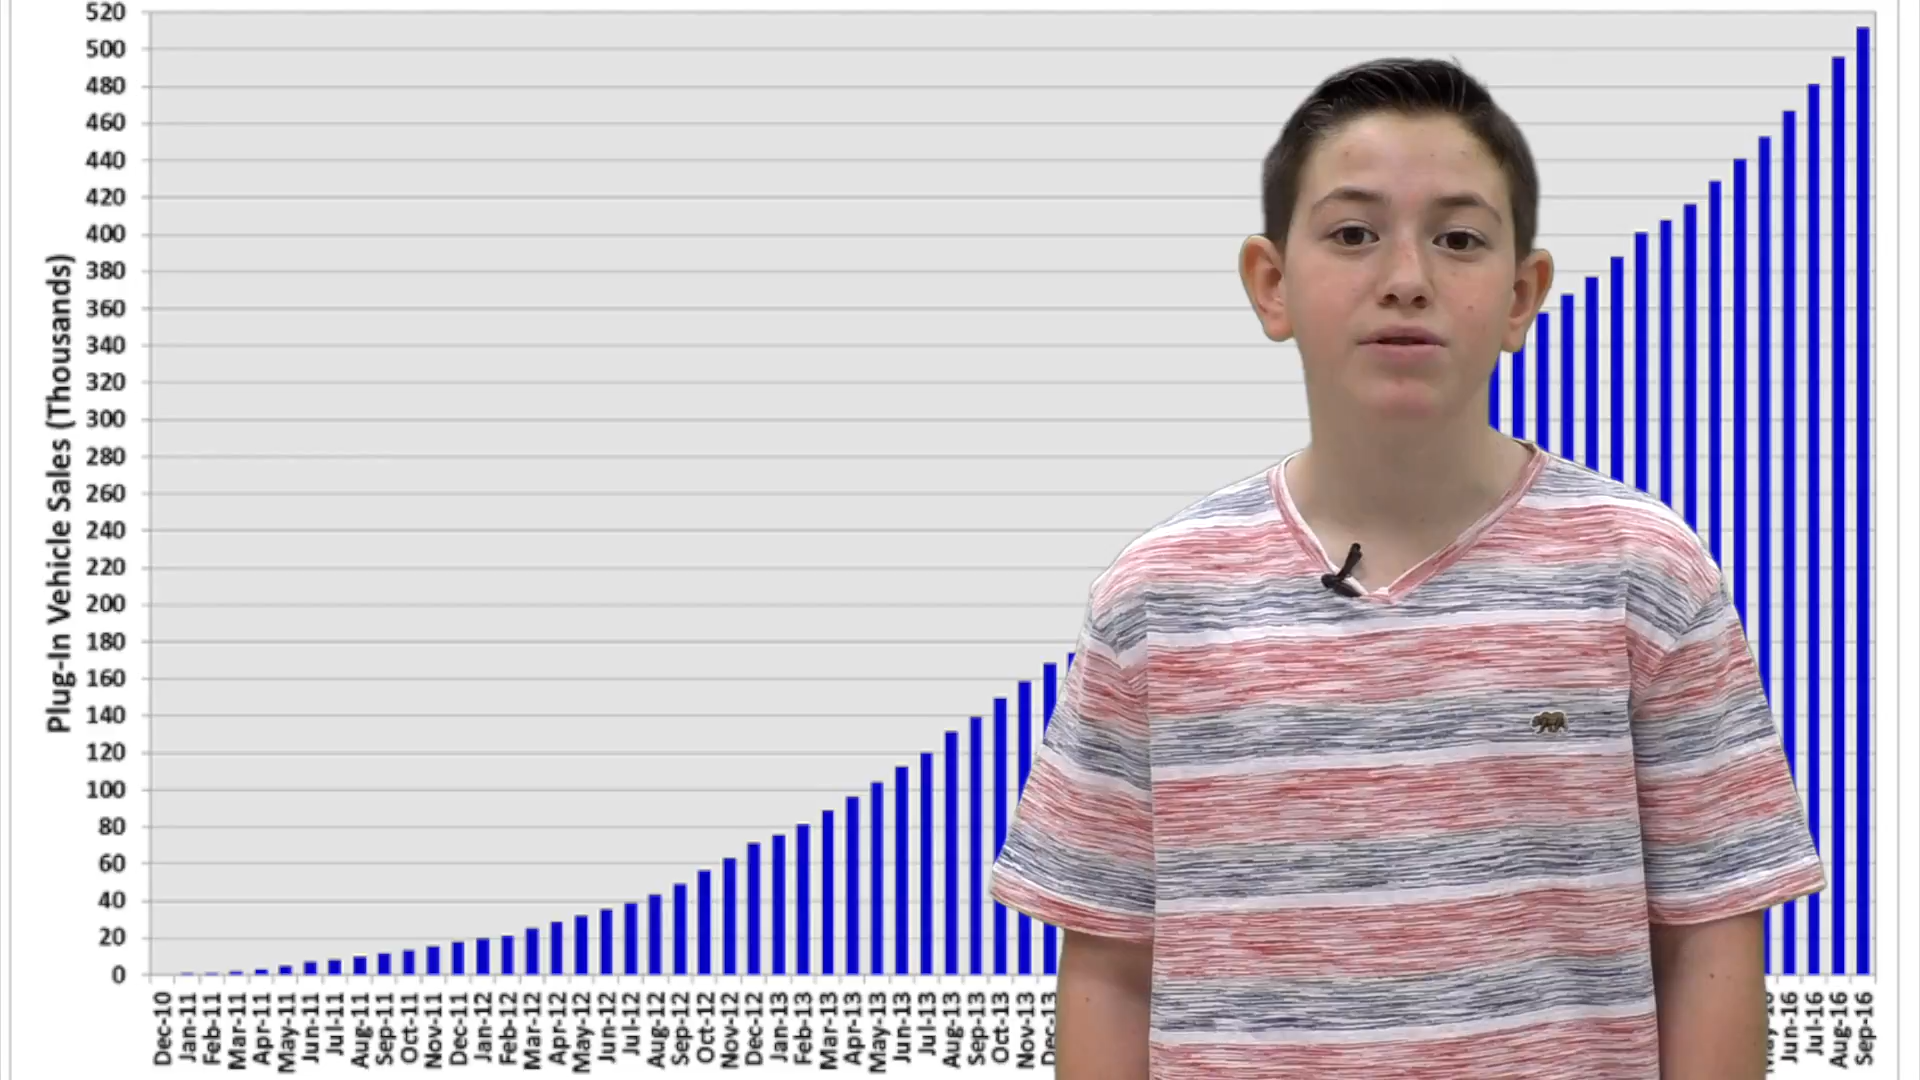 Plug-In Vehicle Sales (Thousands)
520
500
480
460
440
420
400
380
360
340
320
300
280
260
240
220
200
180
160
140
120
100
80
60
40
20
0
Dec-10
Jan-11
Feb-11
Mar-11
Apr-11
May-11
Jun-11
Jul-11
Aug-11
Sep-11
Oct-11
Nov-11
Dec-11
Jan-12
Feb-12
Mar-12
Apr-12
May-12
Jun-12
Jul-12
Aug-12
Sep-12
Oct-12
Nov-12
Dec-12
Jan-13
Feb-13
Mar-13
Apr-13
May-13
Jun-13
Jul-13
Aug-13
Sep-13
Oct-13
Nov-13
Dec-13
May-16
Jun-16
Jul-16
Aug-16
Sep-16